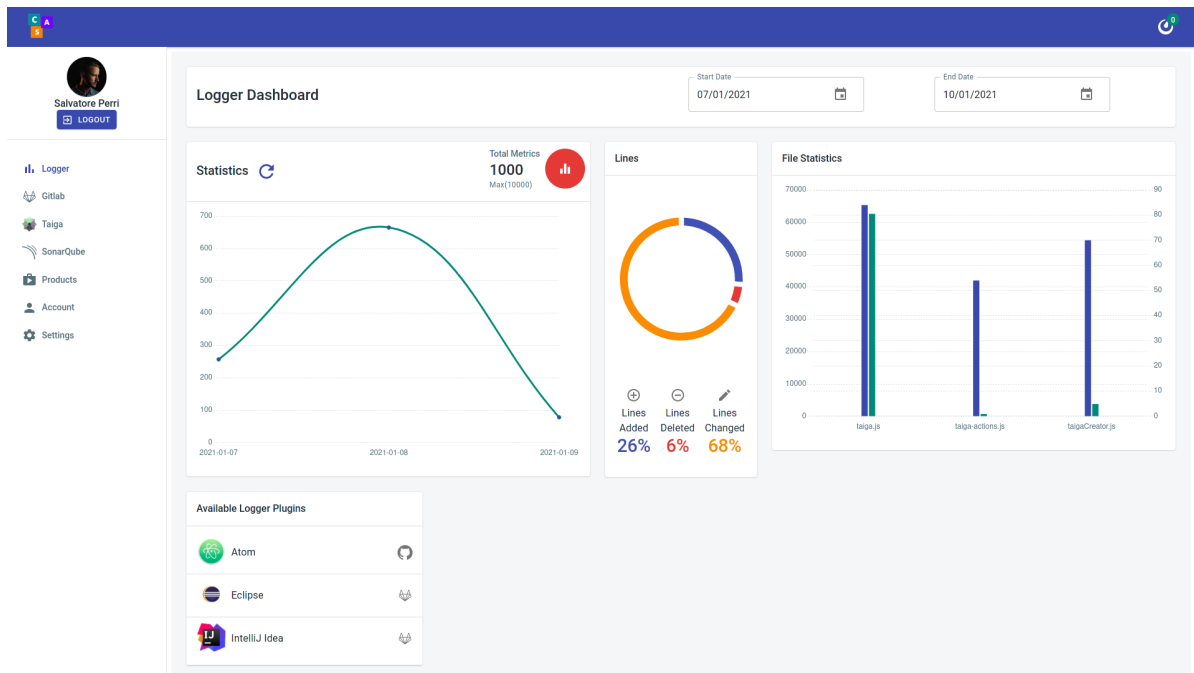 C A
S
0
Salvatore Perri
LOGOUT
Logger
Gitlab
Taiga
SonarQube
Products
Account
Settings
Logger Dashboard
Start Date
07/01/2021
End Date
10/01/2021
Statistics
Total Metrics
1000
Max(10000)
700
600
500
400
300
200
100
0
2021-01-07 2021-01-08 2021-01-09
Lines
Lines Added
26%
Lines Deleted
6%
Lines Changed
68%
File Statistics
70000
60000
50000
40000
30000
20000
10000
0
90
80
70
60
50
40
30
20
10
0
taiga.js taiga-actions.js taigaCreator.js
Available Logger Plugins
Atom
Eclipse
IJ
IntelliJ Idea